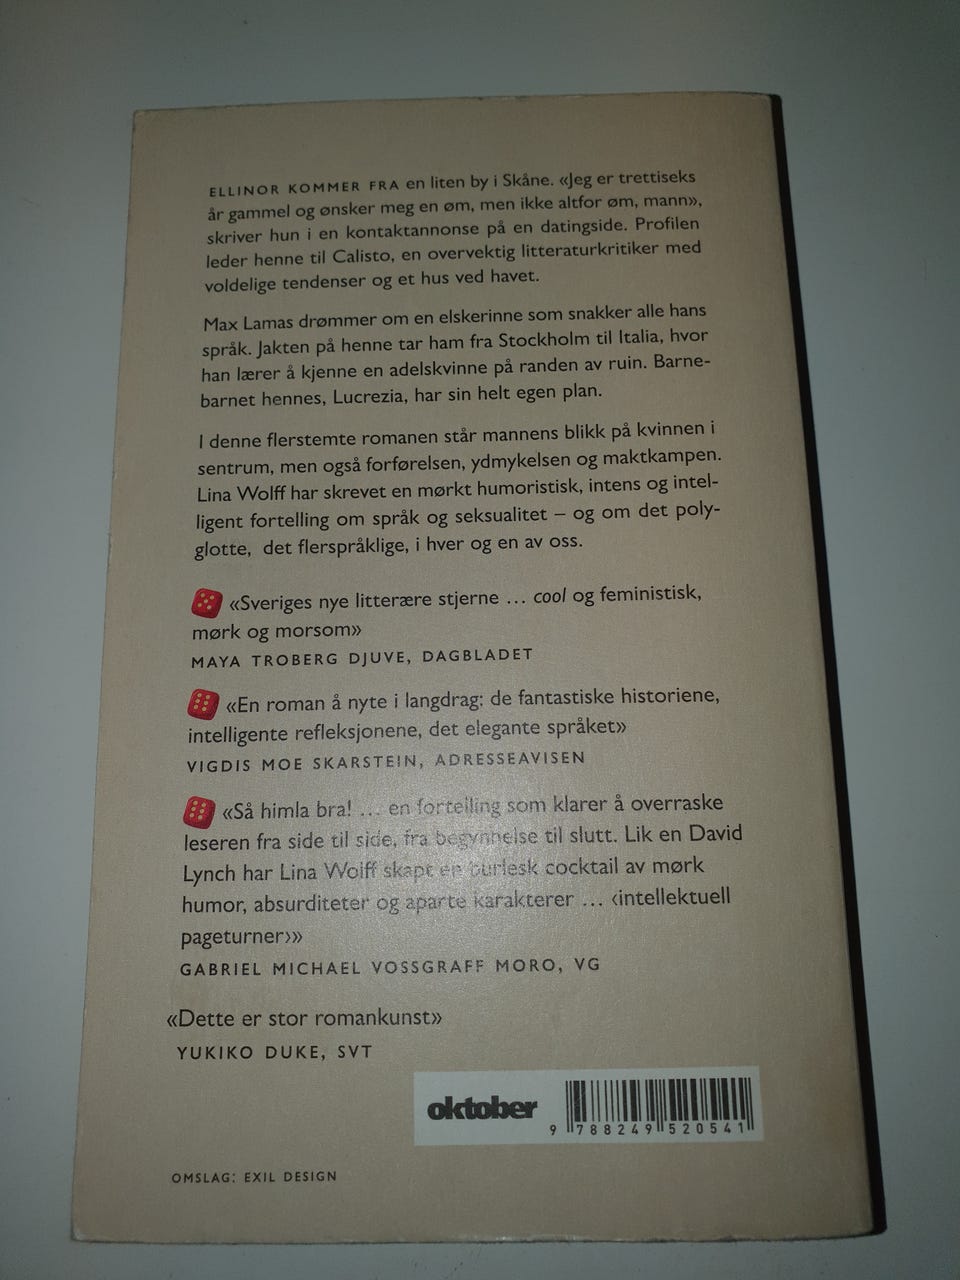 ELLINOR KOMMER FRA en liten by i Skåne. «Jeg er trettiseks
år gammel og ønsker meg en øm, men ikke altfor øm, mann»,
skriver hun i en kontaktannonse på en datingside. Profilen
leder henne til Calisto, en overvektig litteraturkritiker med
voldelige tendenser og et hus ved havet.
Max Lamas drømmer om en elskerinne som snakker alle hans
språk. Jakten på henne tar ham fra Stockholm til Italia, hvor
han lærer å kjenne en adelskvinne på randen av ruin. Barne-
barnet hennes, Lucrezia, har sin helt egen plan.
I denne flerstemte romanen står mannens blikk på kvinnen i
sentrum, men også forførelsen, ydmykelsen og maktkampen.
Lina Wolff har skrevet en mørkt humoristisk, intens og intel-
ligent fortelling om språk og seksualitet – og om det poly-
glotte, det flerspråklige, i hver og en av oss.
«Sveriges nye litterære stjerne … cool og feministisk,
mørk og morsom»
MAYA TROBERG DJUVE, DAGBLADET
«En roman å nyte i langdrag: de fantastiske historiene,
intelligente refleksjonene, det elegante språket»
VIGDIS MOE SKARSTEIN, ADRESSEAVISEN
«Så himla bra! … en fortelling som klarer å overraske
leseren fra side til side, fra begynnelse til slutt. Lik en David
Lynch har Lina Wolff skapt en burlesk cocktail av mørk
humor, absurditeter og aparte karakterer … ‹intellektuell
pageturner›»
GABRIEL MICHAEL VOSSGRAFF MORO, VG
«Dette er stor romankunst»
YUKIKO DUKE, SVT
oktober
9 788249 520541
OMSLAG: EXIL DESIGN